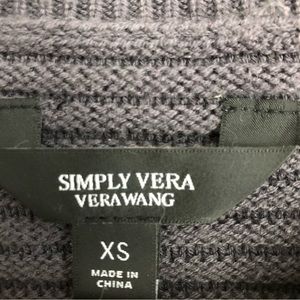 SIMPLY VERA
VERAWANG
XS
MADE IN
CHINA